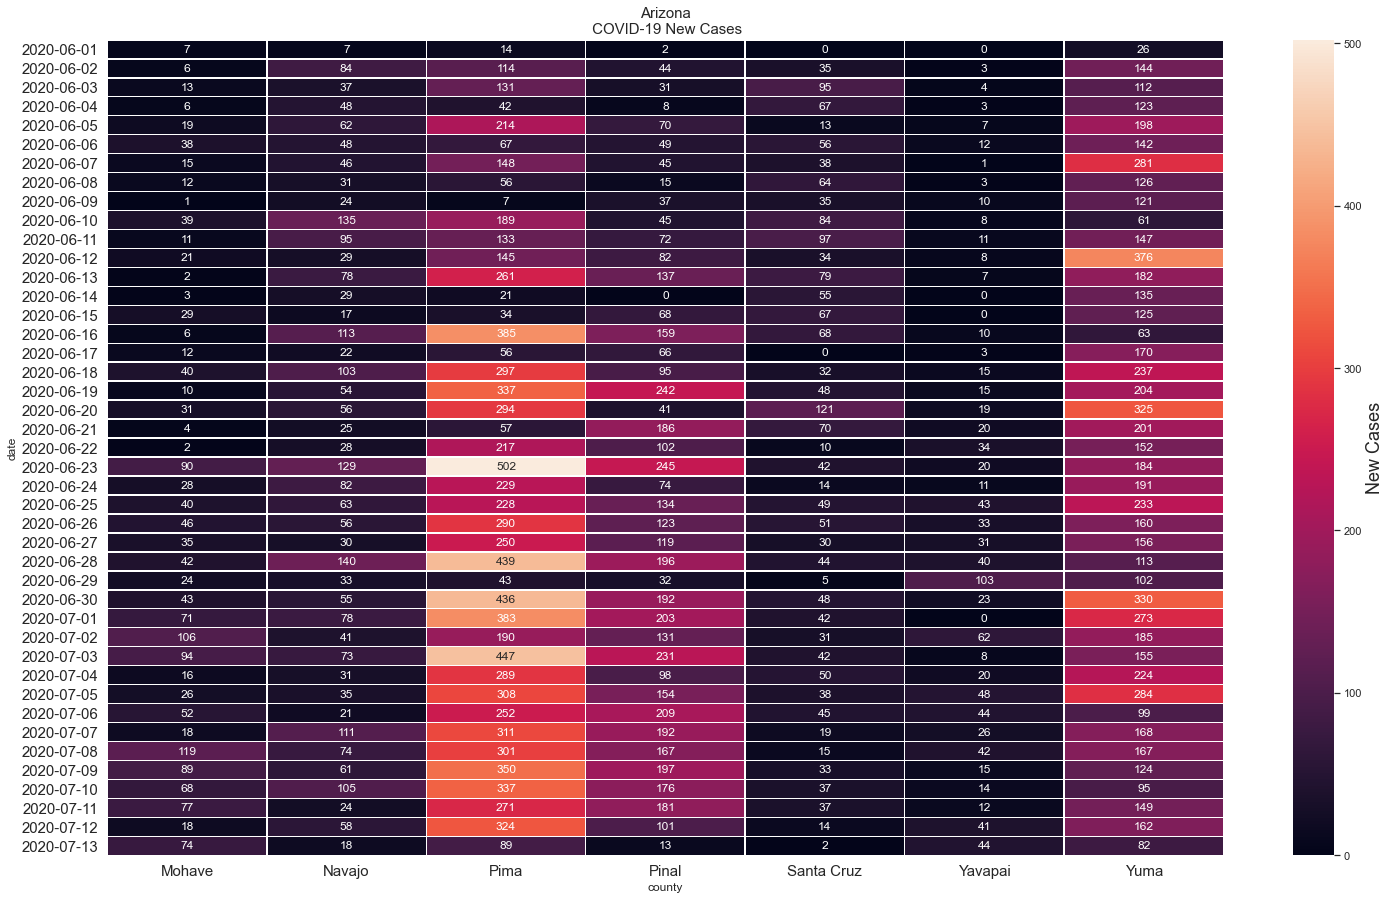 Arizona
COVID-19 New Cases
2020-06-01 7 7 14 2 0 0 26
2020-06-02 6 84 114 44 35 3 144
2020-06-03 13 37 131 31 95 4 112
2020-06-04 6 48 42 8 67 3 123
2020-06-05 19 62 214 70 13 7 198
2020-06-06 38 48 67 49 56 12 142
2020-06-07 15 46 148 45 38 1 281
2020-06-08 12 31 56 15 64 3 126
2020-06-09 1 24 7 37 35 10 121
2020-06-10 39 135 189 45 84 8 61
2020-06-11 11 95 133 72 97 11 147
2020-06-12 21 29 145 82 34 8 376
2020-06-13 2 78 261 137 79 7 182
2020-06-14 3 29 21 0 55 0 135
2020-06-15 29 17 34 68 67 0 125
2020-06-16 6 113 385 159 68 10 63
2020-06-17 12 22 56 66 0 3 170
2020-06-18 40 103 297 95 32 15 237
2020-06-19 10 54 337 242 48 15 204
2020-06-20 31 56 294 41 121 19 325
2020-06-21 4 25 57 186 70 20 201
2020-06-22 2 28 217 102 10 34 152
2020-06-23 90 129 502 245 42 20 184
2020-06-24 28 82 229 74 14 11 191
2020-06-25 40 63 228 134 49 43 233
2020-06-26 46 56 290 123 51 33 160
2020-06-27 35 30 250 119 30 31 156
2020-06-28 42 140 439 196 44 40 113
2020-06-29 24 33 43 32 5 103 102
2020-06-30 43 55 436 192 48 23 330
2020-07-01 71 78 383 203 42 0 273
2020-07-02 106 41 190 131 31 62 185
2020-07-03 94 73 447 231 42 8 155
2020-07-04 16 31 289 98 50 20 224
2020-07-05 26 35 308 154 38 48 284
2020-07-06 52 21 252 209 45 44 99
2020-07-07 18 111 311 192 19 26 168
2020-07-08 119 74 301 167 15 42 167
2020-07-09 89 61 350 197 33 15 124
2020-07-10 68 105 337 176 37 14 95
2020-07-11 77 24 271 181 37 12 149
2020-07-12 18 58 324 101 14 41 162
2020-07-13 74 18 89 13 2 44 82
Mohave Navajo Pima Pinal Santa Cruz Yavapai Yuma
county
date
500
400
300
200
100
0
New Cases